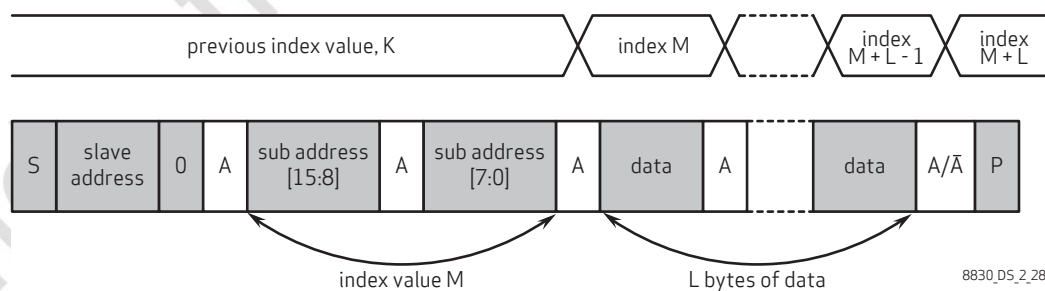 previous index value, K
index M
index
M + L - 1
index
M + L
S
slave
address
0
A
sub address
[15:8]
A
sub address
[7:0]
A
data
A
data
A/Ā
P
index value M
L bytes of data
8830_DS_2_28